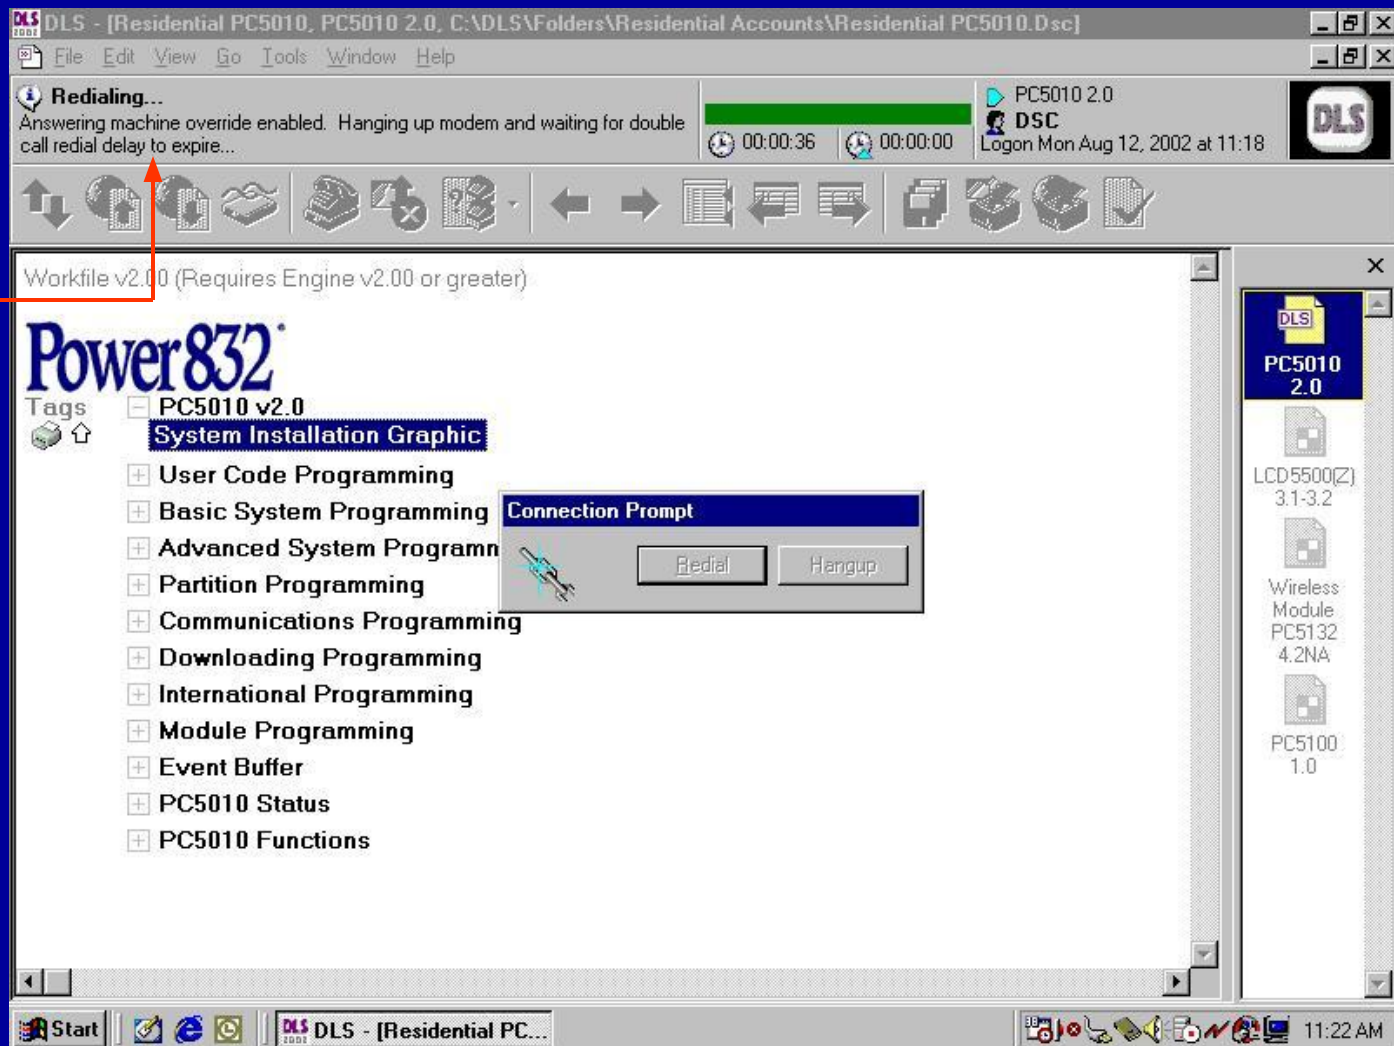 DLS 2002 DLS - [Residential PC5010, PC5010 2.0, C:\DLS\Folders\Residential Accounts\Residential PC5010.Dsc]
File Edit View Go Tools Window Help
Redialing...
Answering machine override enabled. Hanging up modem and waiting for double
call redial delay to expire...
00:00:36 00:00:00
PC5010 2.0
DSC
Logon Mon Aug 12, 2002 at 11:18
DLS
Workfile v2.00 (Requires Engine v2.00 or greater)
Power832
Tags
PC5010 v2.0
System Installation Graphic
User Code Programming
Basic System Programming
Advanced System Programm
Partition Programming
Communications Programming
Downloading Programming
International Programming
Module Programming
Event Buffer
PC5010 Status
PC5010 Functions
Connection Prompt
Redial Hangup
DLS
PC5010
2.0
LCD5500(Z)
3.1-3.2
Wireless
Module
PC5132
4.2NA
PC5100
1.0
Start
DLS 2002 DLS - [Residential PC...
11:22 AM